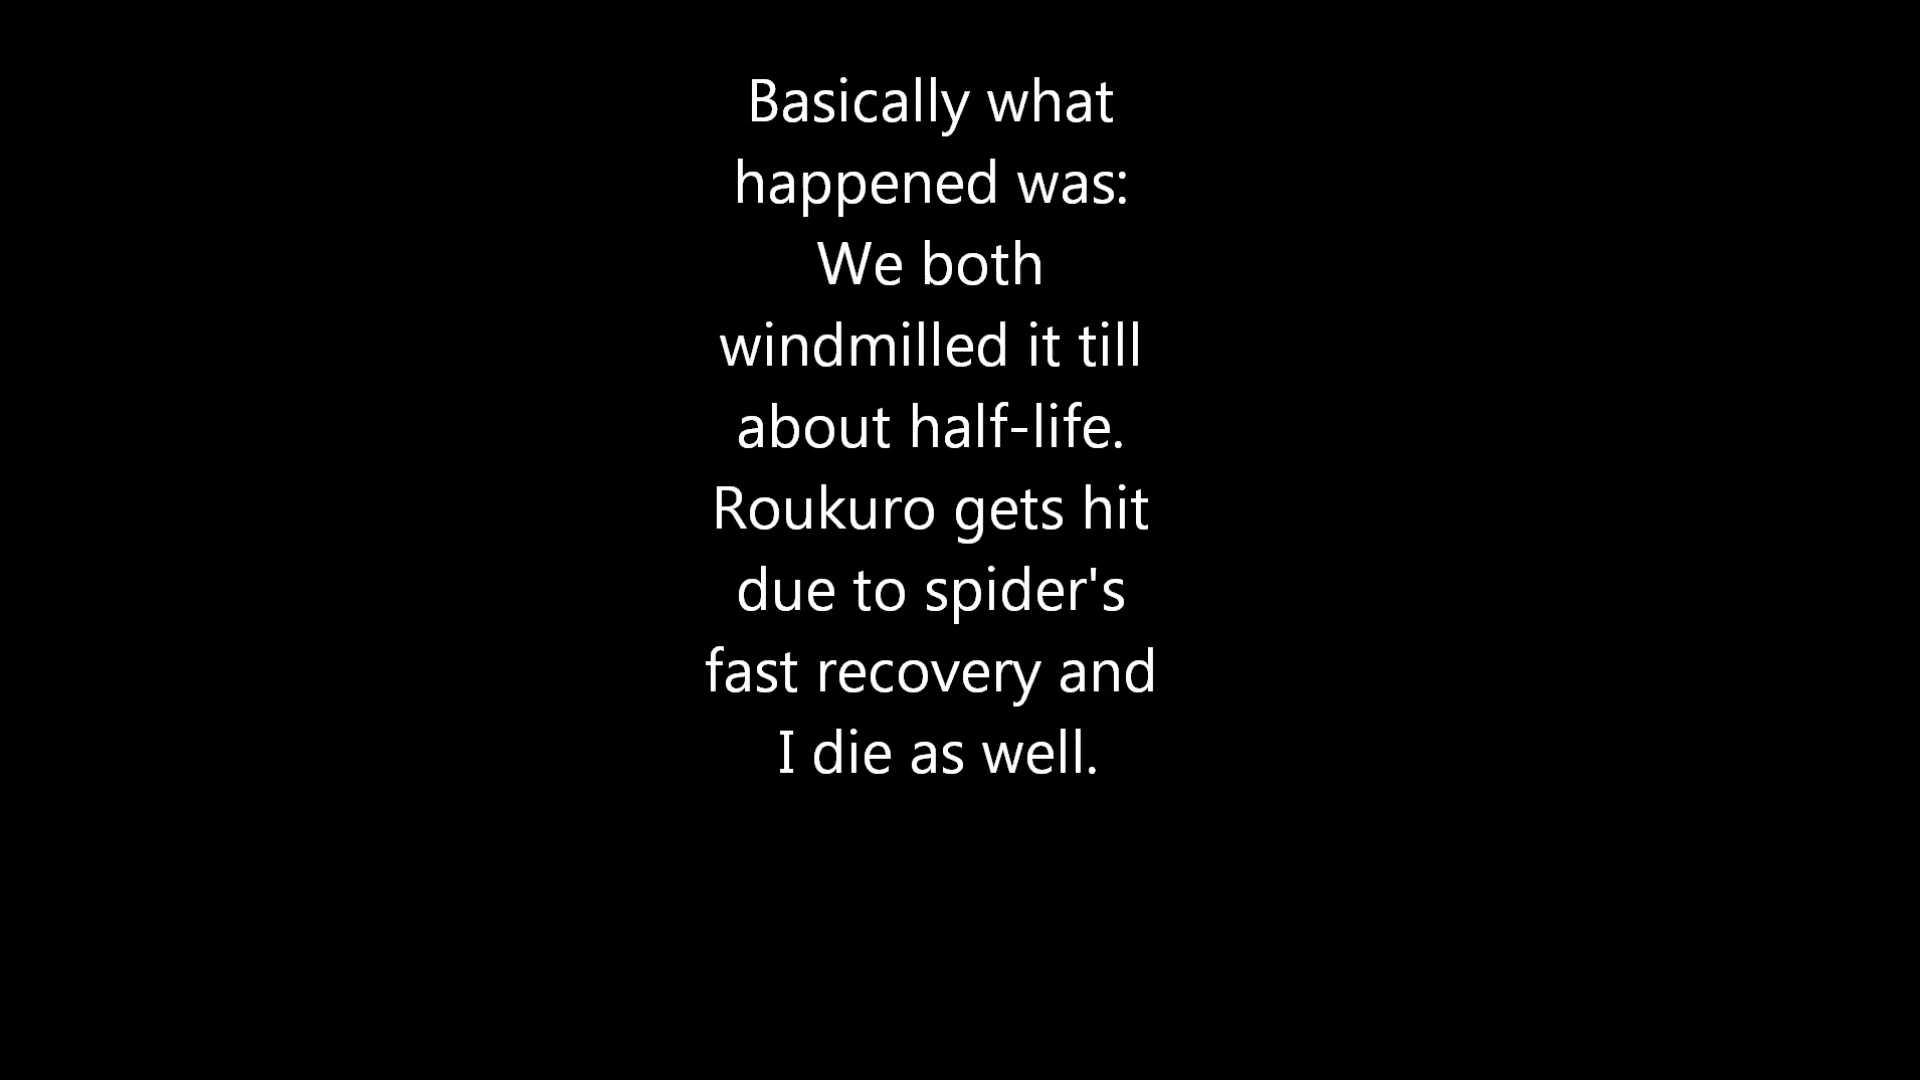 Basically what
happened was:
We both
windmilled it till
about half-life.
Roukuro gets hit
due to spider's
fast recovery and
I die as well.